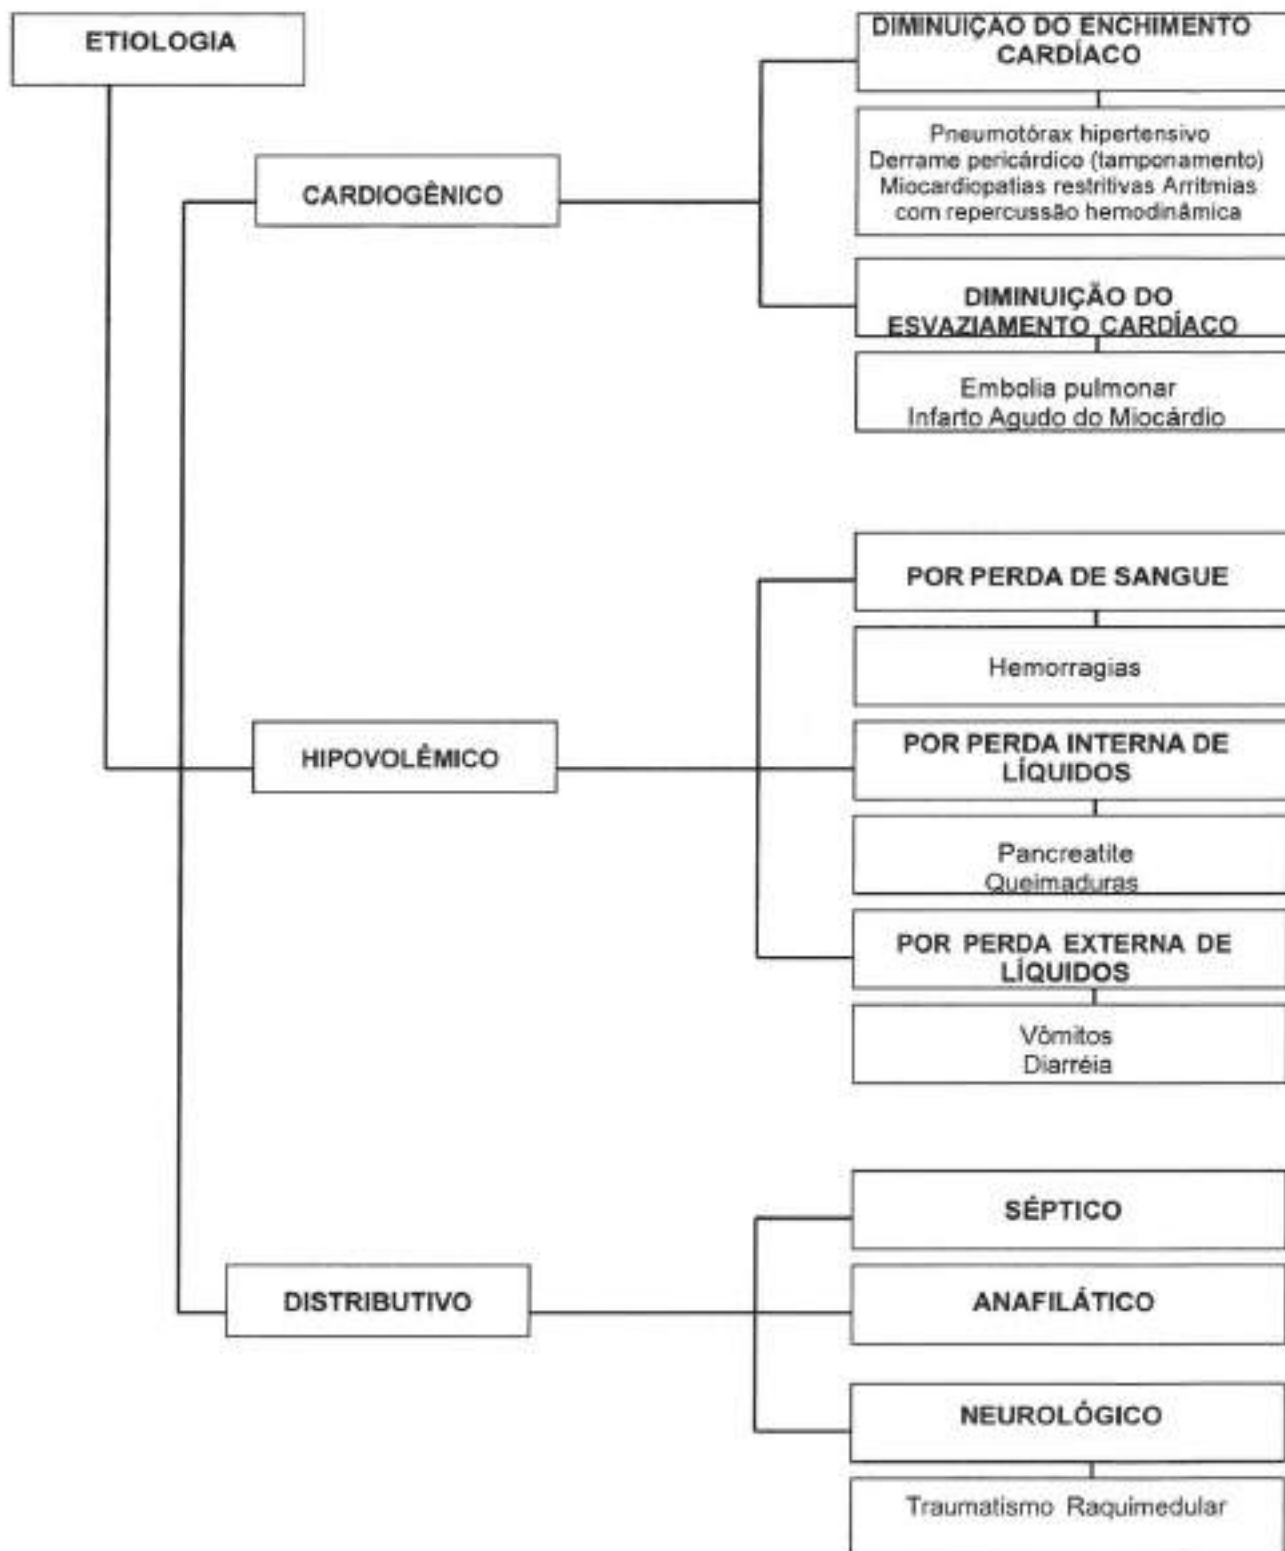 ETIOLOGIA
DIMINUIÇÃO DO ENCHIMENTO
CARDÍACO
Pneumotórax hipertensivo
Derrame pericárdico (tamponamento)
Miocardiopatias restritivas Arritmias
com repercussão hemodinâmica
CARDIOGÊNICO
DIMINUIÇÃO DO
ESVAZIAMENTO CARDÍACO
Embolia pulmonar
Infarto Agudo do Miocárdio
POR PERDA DE SANGUE
Hemorragias
HIPOVOLÊMICO
POR PERDA INTERNA DE
LÍQUIDOS
Pancreatite
Queimaduras
POR PERDA EXTERNA DE
LÍQUIDOS
Vômitos
Diarréia
SÉPTICO
DISTRIBUTIVO
ANAFILÁTICO
NEUROLÓGICO
Traumatismo Raquimedular